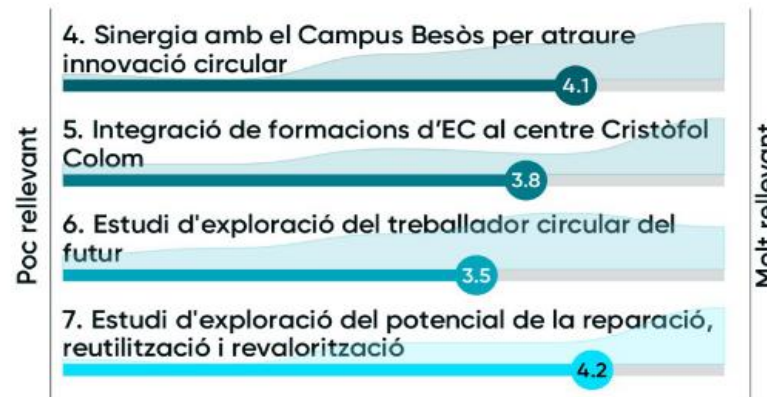 4. Sinergia amb el Campus Besòs per atraure
innovació circular
4.1
5. Integració de formacions d'EC al centre Cristòfol
Colom
3.8
6. Estudi d'exploració del treballador circular del
futur
3.5
7. Estudi d'exploració del potencial de la reparació,
reutilització i revalorització
4.2
Poc rellevant
Molt rellevant